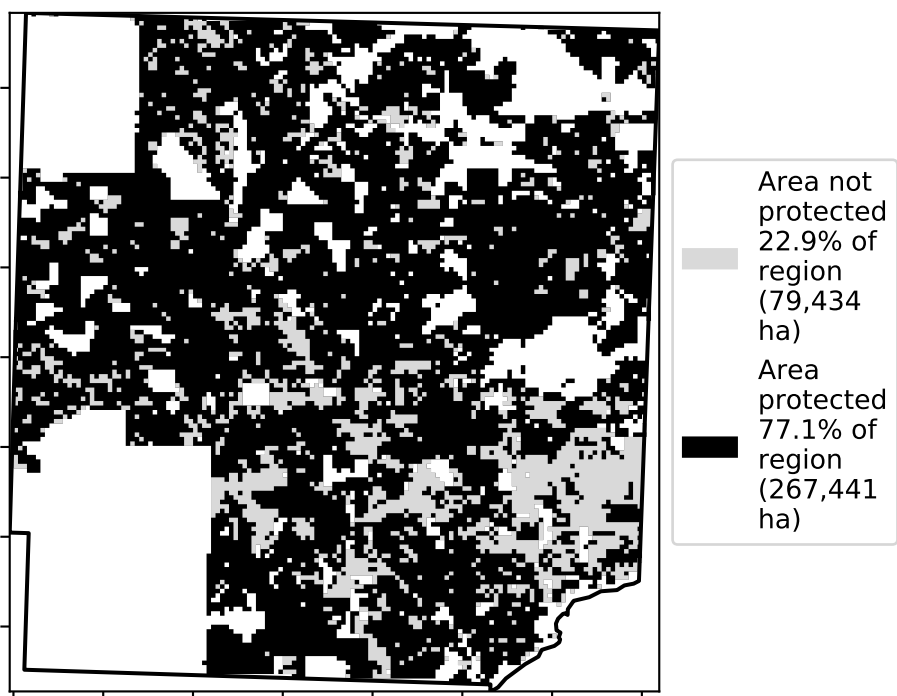 Area not
protected
22.9% of
region
(79,434
ha)
Area
protected
77.1% of
region
(267,441
ha)